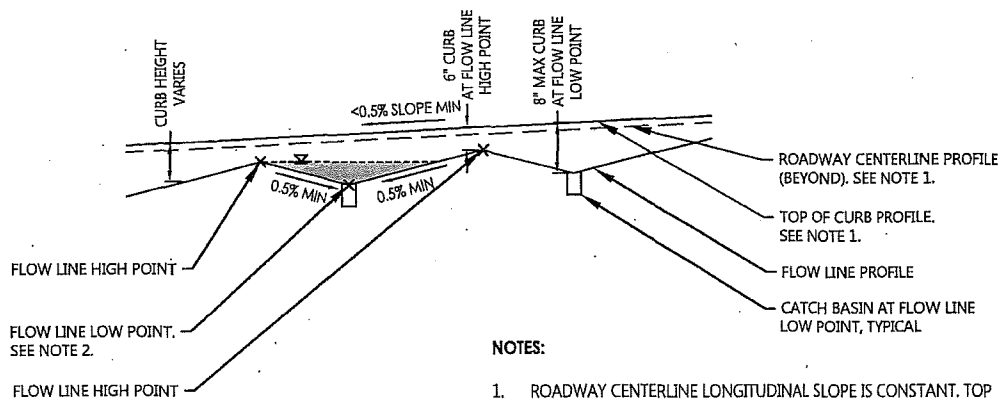 CURB HEIGHT
VARIES
6" CURB
AT FLOW LINE
HIGH POINT
8" MAX CURB
AT FLOW LINE
LOW POINT
<0.5% SLOPE MIN
0.5% MIN
0.5% MIN
ROADWAY CENTERLINE PROFILE
(BEYOND). SEE NOTE 1.
TOP OF CURB PROFILE.
SEE NOTE 1.
FLOW LINE PROFILE
CATCH BASIN AT FLOW LINE
LOW POINT, TYPICAL
FLOW LINE HIGH POINT
FLOW LINE LOW POINT.
SEE NOTE 2.
FLOW LINE HIGH POINT
NOTES:
1. ROADWAY CENTERLINE LONGITUDINAL SLOPE IS CONSTANT. TOP